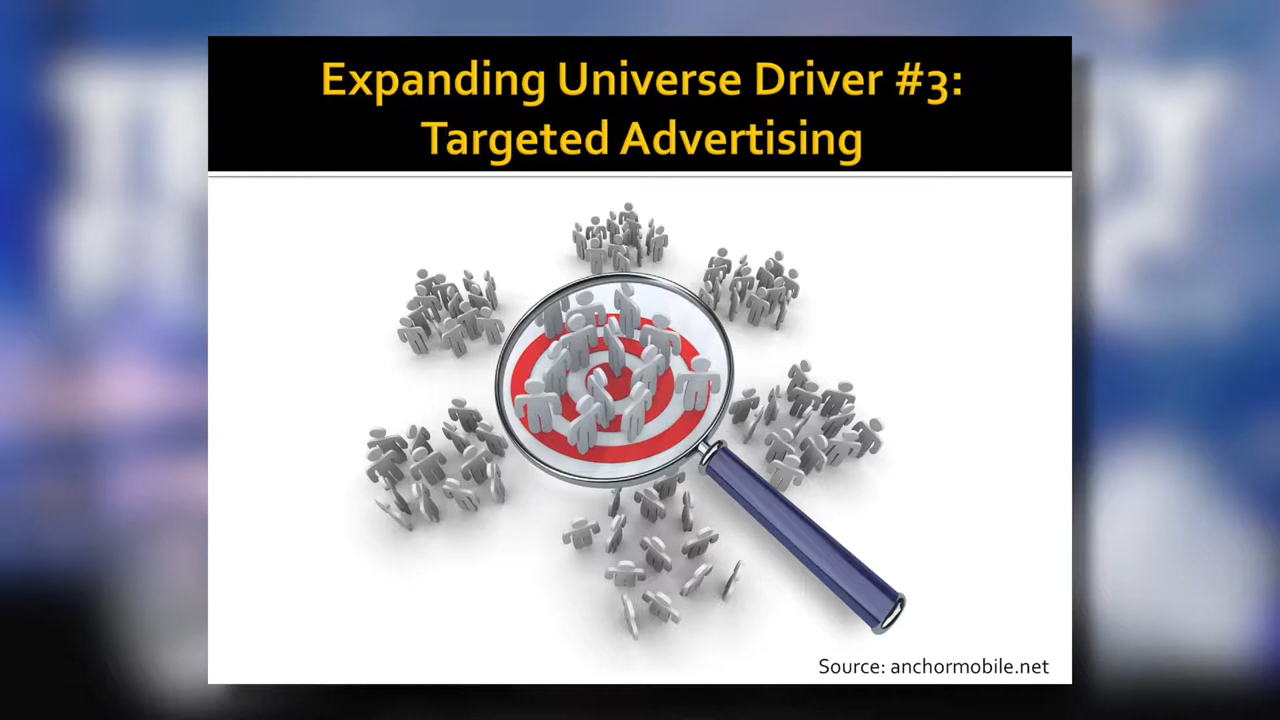 Expanding Universe Driver #3:
Targeted Advertising
Source: anchormobile.net